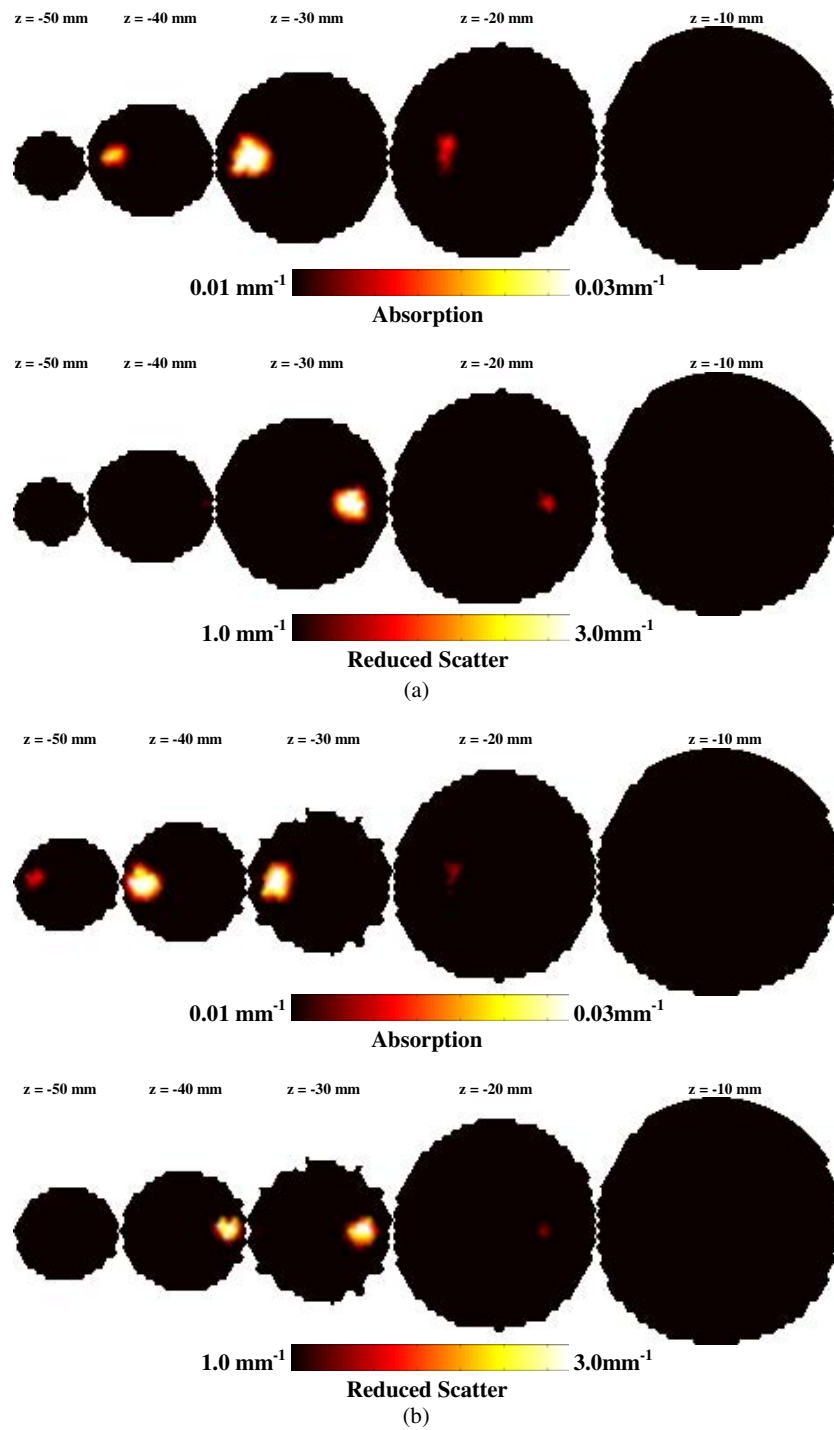 z = -50 mm z = -40 mm z = -30 mm z = -20 mm z = -10 mm
0.01 mm-1 0.03mm-1
Absorption
z = -50 mm z = -40 mm z = -30 mm z = -20 mm z = -10 mm
1.0 mm-1 3.0mm-1
Reduced Scatter
(a)
z = -50 mm z = -40 mm z = -30 mm z = -20 mm z = -10 mm
0.01 mm-1 0.03mm-1
Absorption
z = -50 mm z = -40 mm z = -30 mm z = -20 mm z = -10 mm
1.0 mm-1 3.0mm-1
Reduced Scatter
(b)